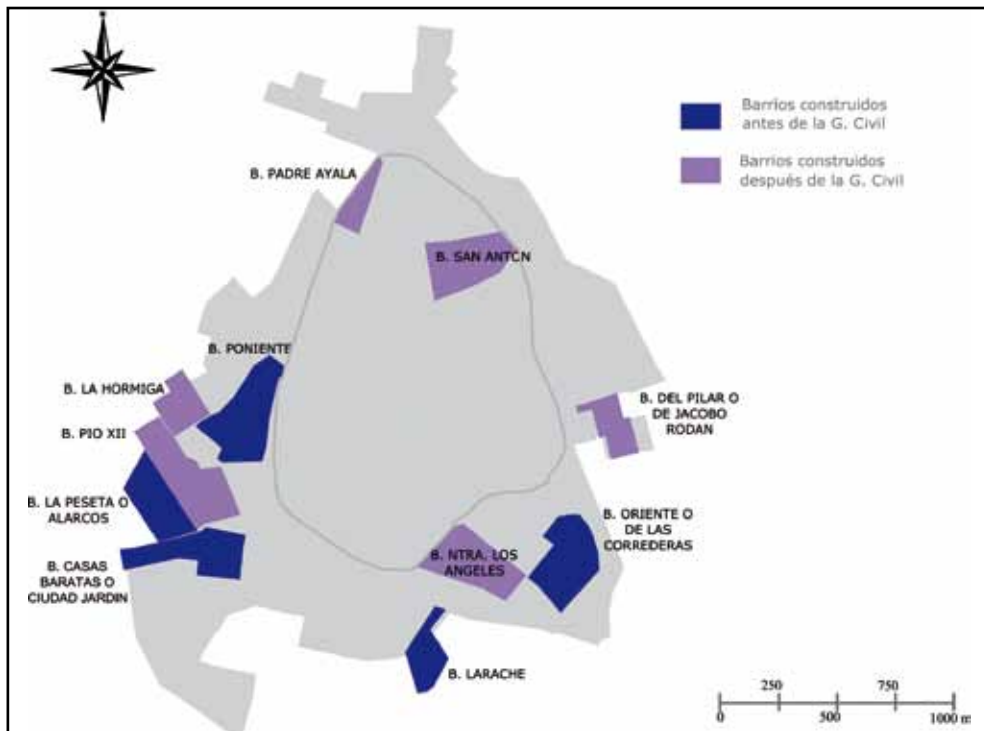 Barrios construidos
antes de la G. Civil
Barrios construidos
después de la G. Civil
B. PADRE AYALA
B. SAN ANTCN
B. PONIENTE
B. LA HORMIGA
B. DEL PILAR O
DE JACOBO
RODAN
B. PIO XII
B. LA PESETA O
ALARCOS
B. ORIENTE O
DE LAS
CORREDERAS
B. NTRA. LOS
ANGELES
B. CASAS
BARATAS O
CIUDAD JARDIN
B. LARACHE
250 750
0 500 1000 m